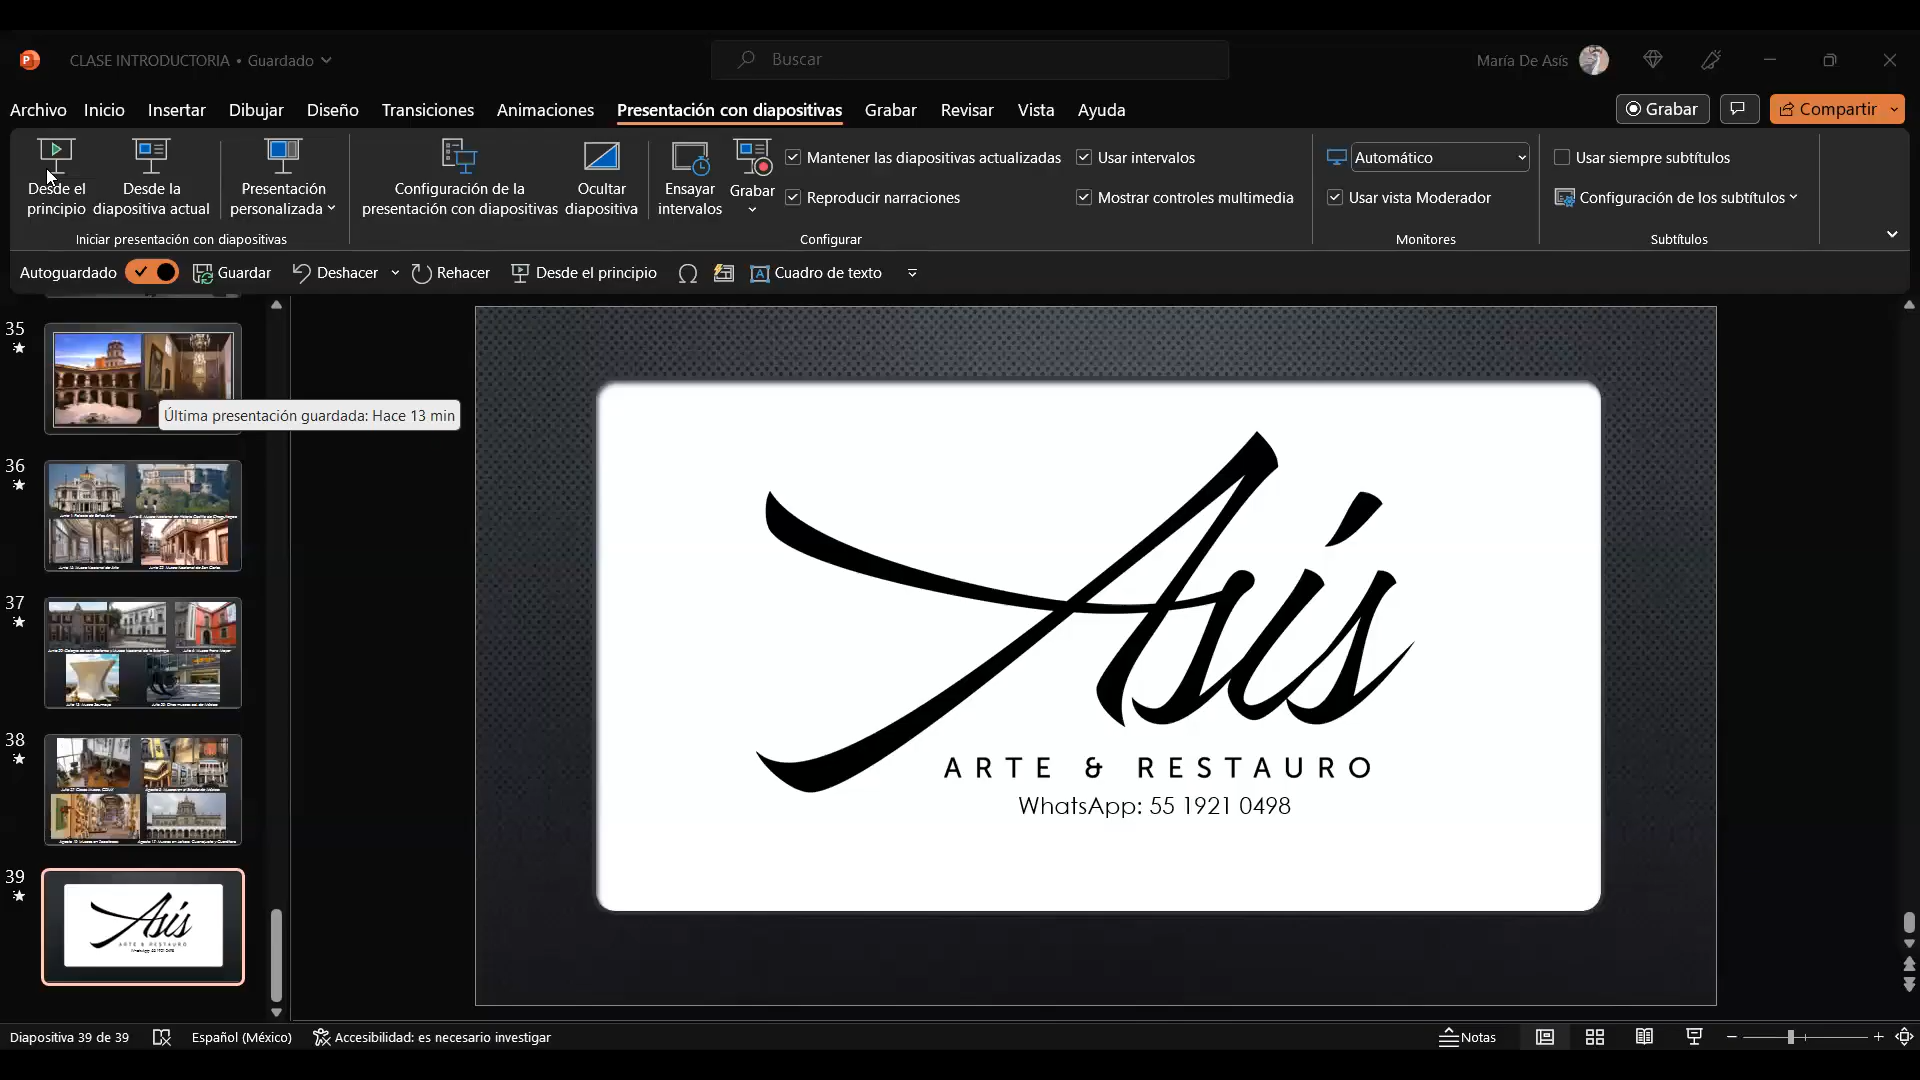 CLASE INTRODUCTORIA • Guardado
Buscar
María De Asís
Archivo Inicio Insertar Dibujar Diseño Transiciones Animaciones Presentación con diapositivas Grabar Revisar Vista Ayuda
Grabar
Compartir
Desde el principio
Desde la diapositiva actual
Presentación personalizada
Iniciar presentación con diapositivas
Configuración de la presentación con diapositivas
Ocultar diapositiva
Ensayar intervalos
Grabar
Mantener las diapositivas actualizadas
Reproducir narraciones
Usar intervalos
Mostrar controles multimedia
Configurar
Automático
Usar vista Moderador
Monitores
Usar siempre subtítulos
Configuración de los subtítulos
Subtítulos
Autoguardado Guardar Deshacer Rehacer Desde el principio Cuadro de texto
35
Última presentación guardada: Hace 13 min
36
37
38
39
Asís
ARTE & RESTAURO
WhatsApp: 55 1921 0498
Asís
ARTE & RESTAURO
Diapositiva 39 de 39
Español (México)
Accesibilidad: es necesario investigar
Notas